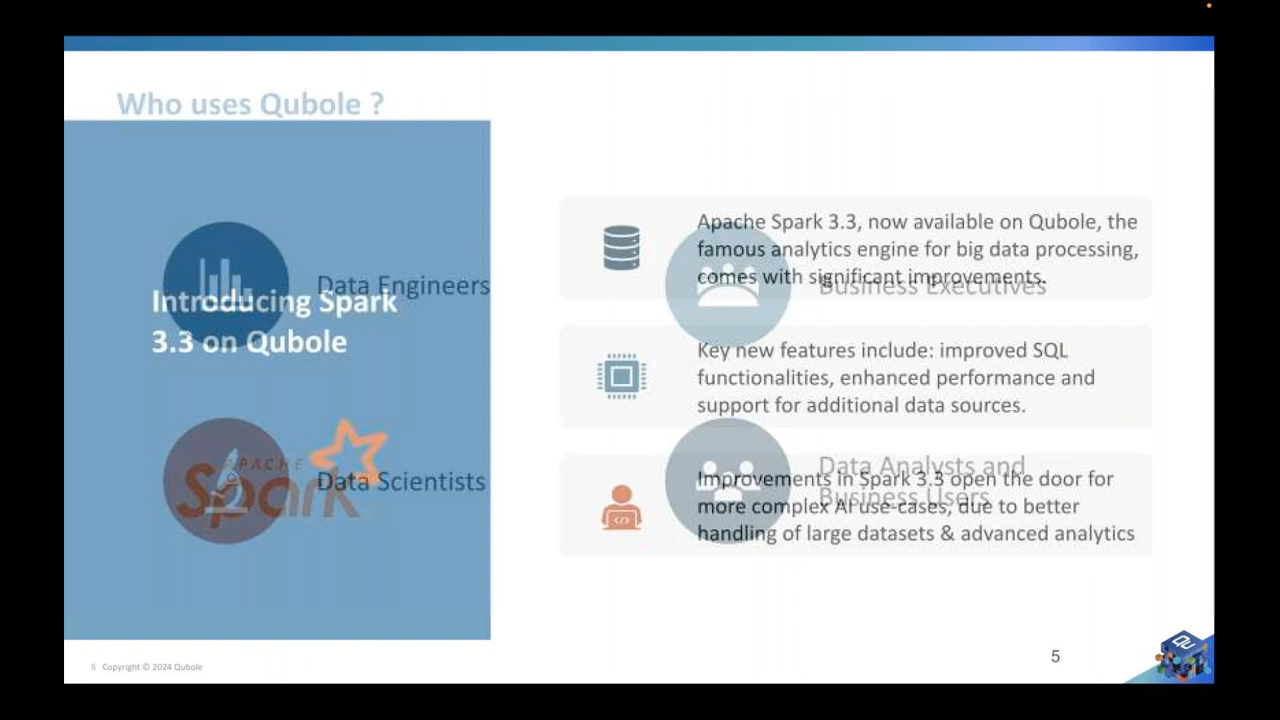 Who uses Qubole ?
Data Engineers
Introducing Spark
3.3 on Qubole
APACHE
Spark
Data Scientists
Apache Spark 3.3, now available on Qubole, the
famous analytics engine for big data processing,
comes with significant improvements.
Business Executives
Key new features include: improved SQL
functionalities, enhanced performance and
support for additional data sources.
Data Analysts and
Business Users
Improvements in Spark 3.3 open the door for
more complex AI use-cases, due to better
handling of large datasets & advanced analytics
5 Copyright © 2024 Qubole
5
QU